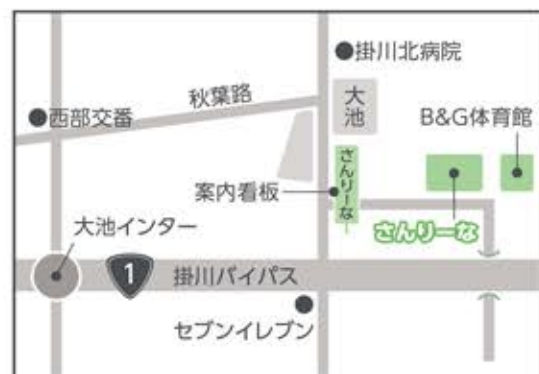 掛川北病院
秋葉路
大池
西部交番
B&G体育館
さんりーな
案内看板
さんりーな
大池インター
1
掛川バイパス
セブンイレブン